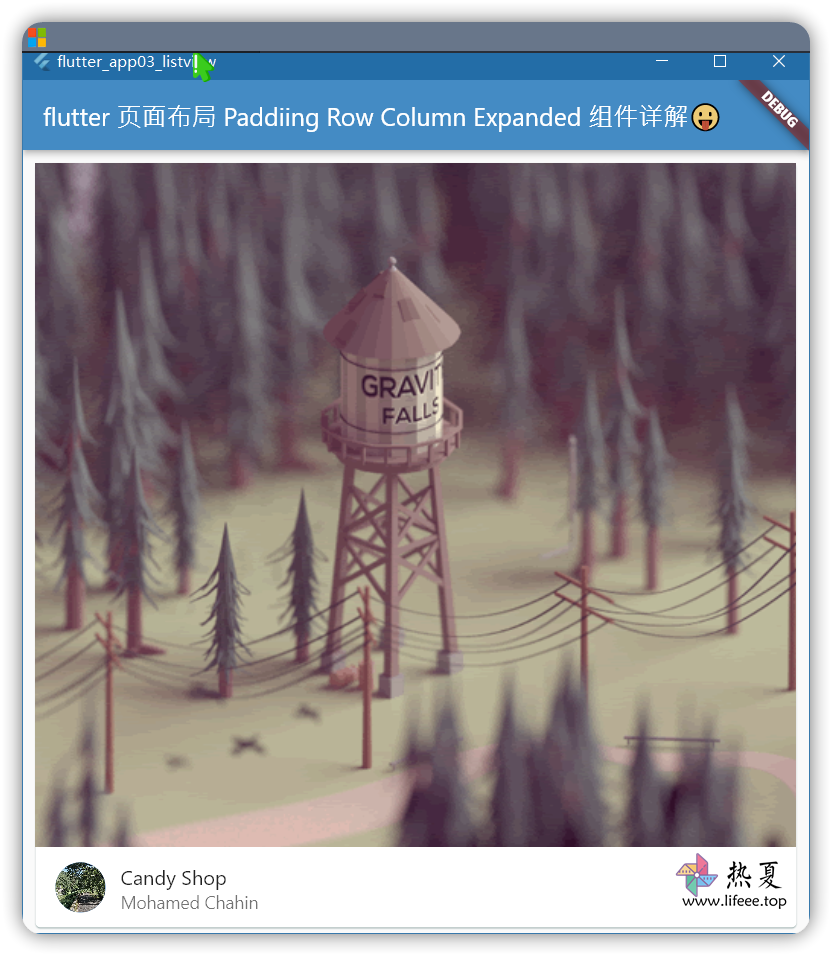 flutter_app03_listview
flutter 页面布局 Paddiing Row Column Expanded 组件详解😛
DEBUG
GRAVIT
FALLS
Candy Shop
Mohamed Chahin
热夏
www.lifeee.top